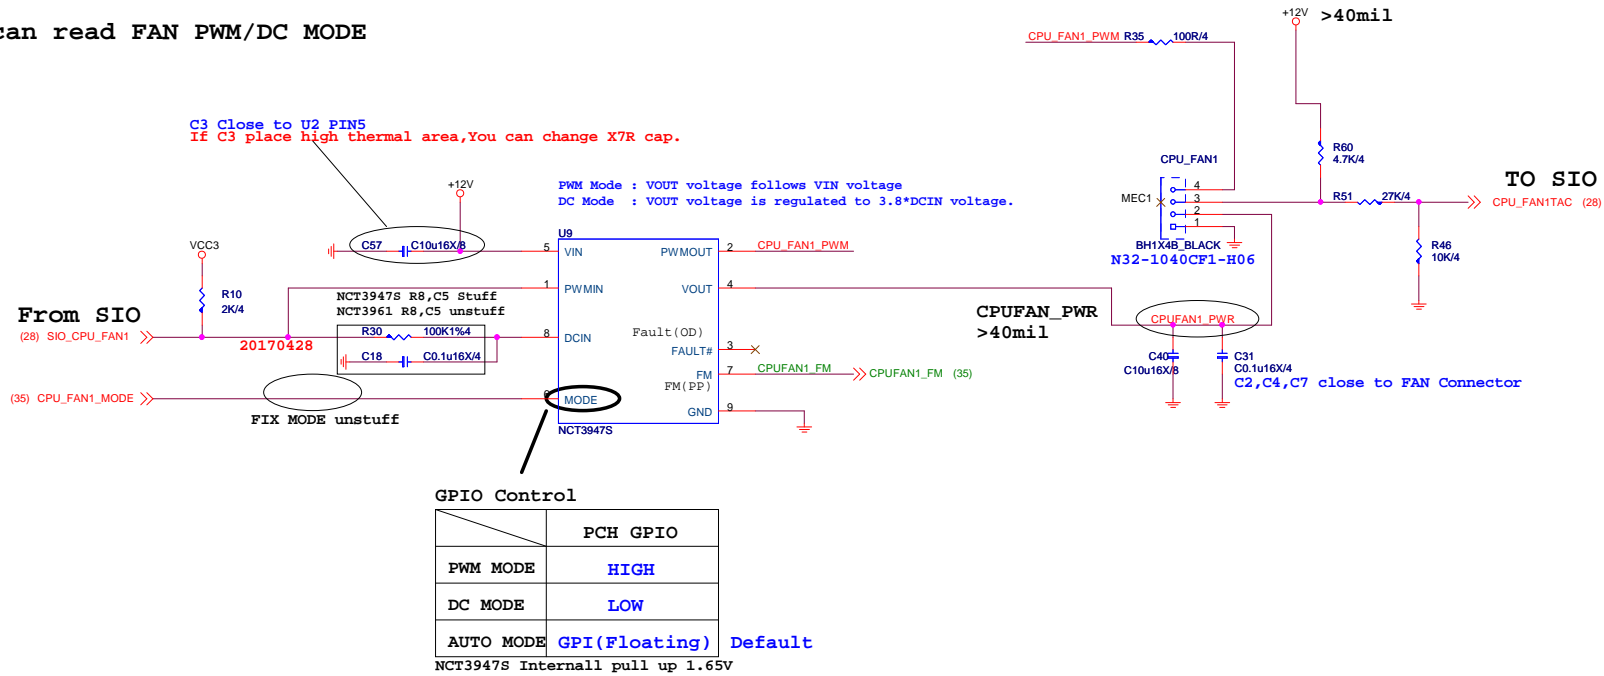 can read FAN PWM/DC MODE
+12V >40mil
CPU_FAN1_PWM R35 100R/4
C3 Close to U2 PIN5
If C3 place high thermal area,You can change X7R cap.
+12V
PWM Mode : VOUT voltage follows VIN voltage
DC Mode : VOUT voltage is regulated to 3.8*DCIN voltage.
CPU_FAN1
R60
4.7K/4
MEC1
4
3
2
1
R51 27K/4
TO SIO
CPU_FAN1TAC (28)
R46
10K/4
BH1X4B_BLACK
N32-1040CF1-H06
VCC3
C57 C10u16X/8
U9
5 VIN
PWMOUT 2 CPU_FAN1_PWM
1 PWMIN
VOUT 4
R10
2K/4
NCT3947S R8,C5 Stuff
NCT3961 R8,C5 unstuff
From SIO
(28) SIO_CPU_FAN1
20170428
R30 100K1%4
8 DCIN
C18 C0.1u16X/4
Fault(OD)
FAULT# 3
FM 7 CPUFAN1_FM
FM(PP)
CPUFAN1_FM (35)
CPUFAN_PWR
>40mil
CPUFAN1_PWR
C40
C10u16X/8
C31
C0.1u16X/4
C2,C4,C7 close to FAN Connector
(35) CPU_FAN1_MODE
MODE
GND 9
FIX MODE unstuff
NCT3947S
GPIO Control
PCH GPIO
PWM MODE HIGH
DC MODE LOW
AUTO MODE GPI(Floating) Default
NCT3947S Internall pull up 1.65V